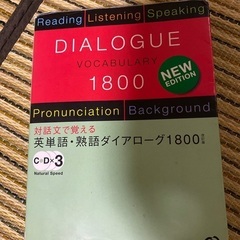 Reading Listening Speaking
DIALOGUE
VOCABULARY
1800
NEW
EDITION
Pronunciation Background
対話文で覚える
英単語・熟語ダイアローグ1800
CD×3
Natural Speed